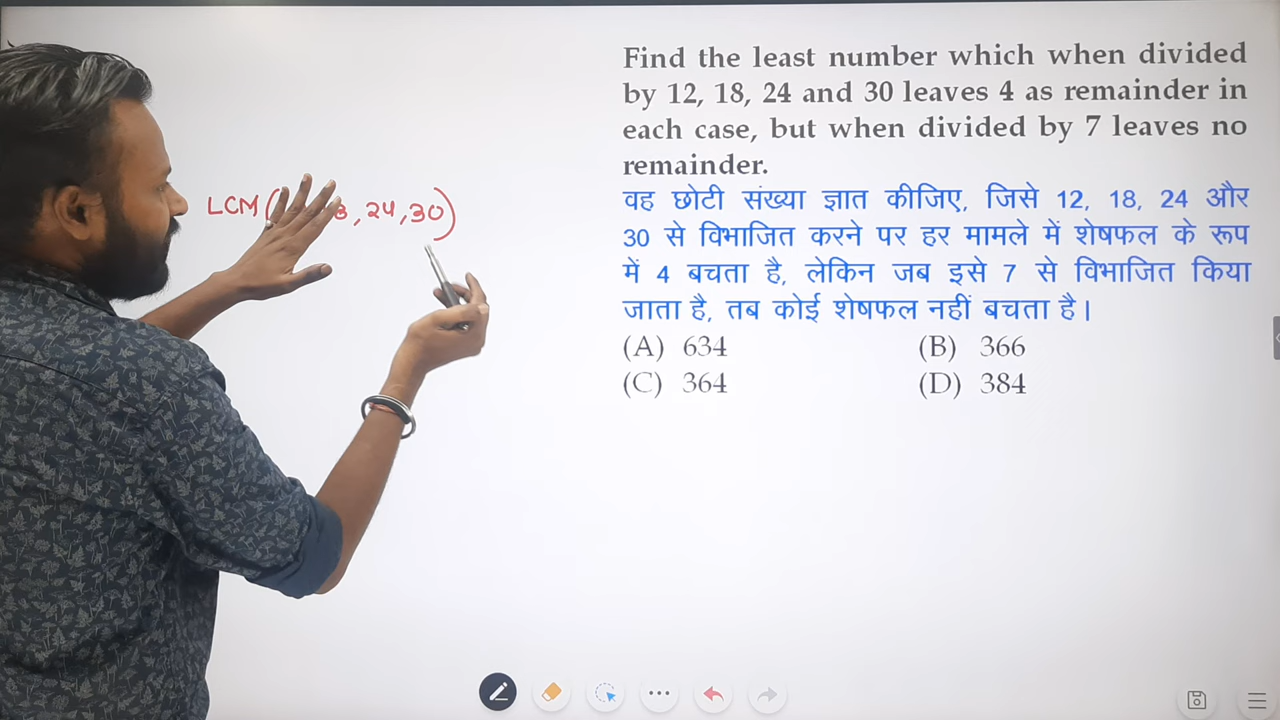 Find the least number which when divided
by 12, 18, 24 and 30 leaves 4 as remainder in
each case, but when divided by 7 leaves no
remainder.
वह छोटी संख्या ज्ञात कीजिए, जिसे 12, 18, 24 और
30 से विभाजित करने पर हर मामले में शेषफल के रूप
में 4 बचता है, लेकिन जब इसे 7 से विभाजित किया
जाता है, तब कोई शेषफल नहीं बचता है।
(A) 634 (B) 366
(C) 364 (D) 384
LCM ( , 24, 30)